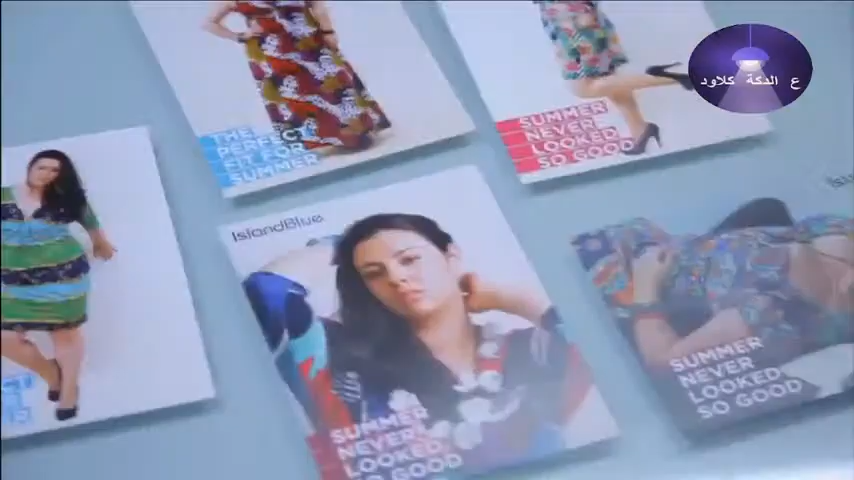 ع الدكة كلاود
THE
PERFECT
FIT FOR
SUMMER
SUMMER
NEVER
LOOKED
SO GOOD
IslandBlue
SUMMER
NEVER
LOOKED
SO GOOD
SUMMER
NEVER
LOOKED
SO GOOD